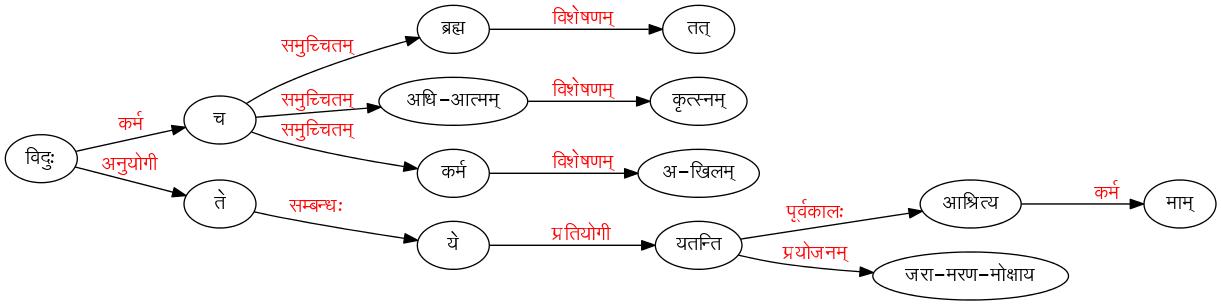 ब्रह्म विशेषणम् तत्
समुच्चितम्
अधि-आत्मम् विशेषणम् कृत्स्नम्
समुच्चितम्
च
कर्म
समुच्चितम्
विदुः
अनुयोगी
कर्म विशेषणम् अ-खिलम्
ते
सम्बन्धः
ये प्रतियोगी यतन्ति
पूर्वकालः
आश्रित्य कर्म माम्
प्रयोजनम्
जरा-मरण-मोक्षाय